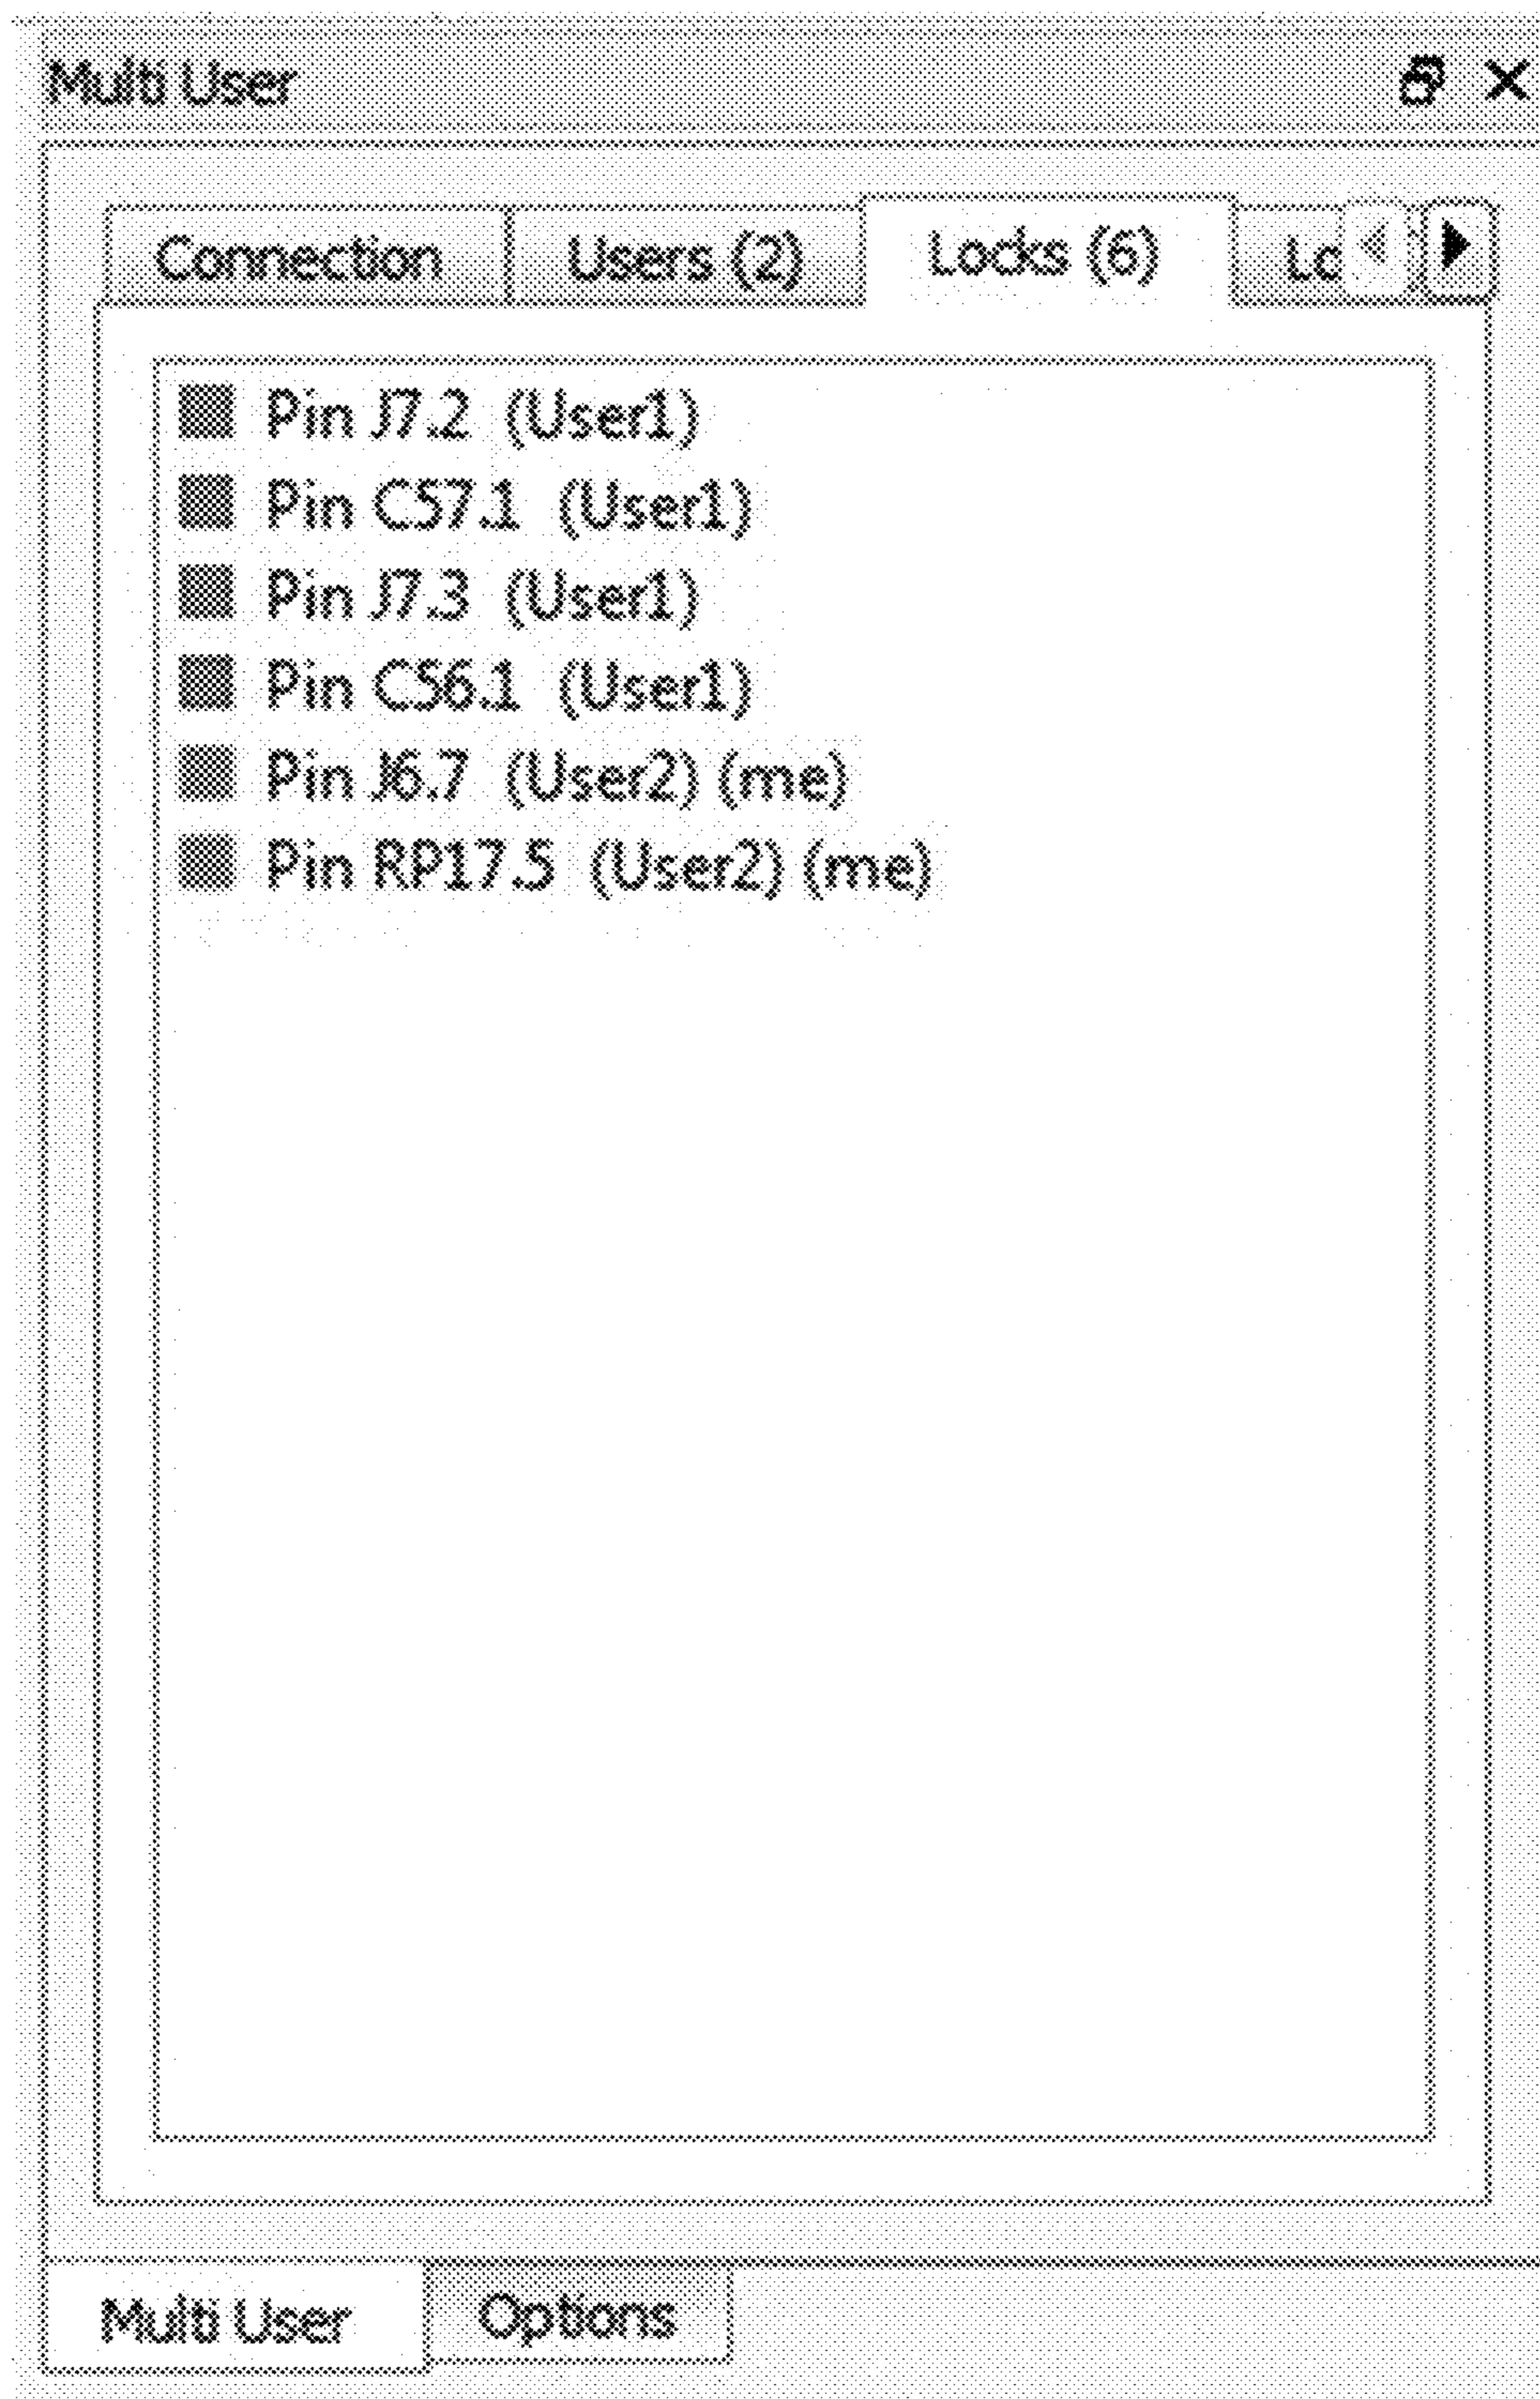 Multi User
Connection Users (2) Locks (6) Lo
Pin J7.2 (User1)
Pin C57.1 (User1)
Pin J7.3 (User1)
Pin C56.1 (User1)
Pin J6.7 (User2) (me)
Pin RP17.5 (User2) (me)
Multi User Options